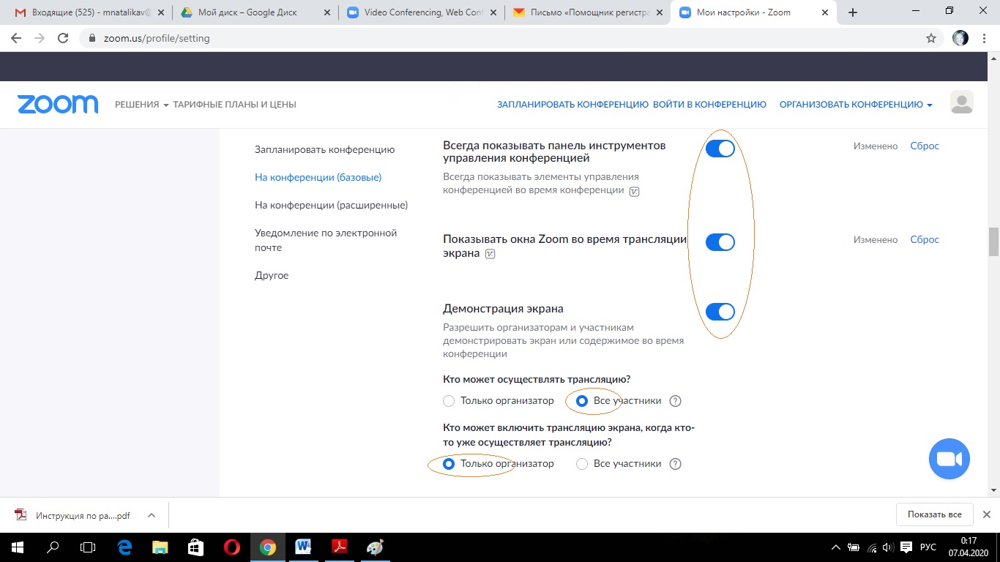 Входящие (525) - mnatalikav@
Мой диск – Google Диск
Video Conferencing, Web Conf
Письмо «Помощник регистра
Мои настройки - Zoom
zoom.us/profile/setting
zoom
РЕШЕНИЯ
ТАРИФНЫЕ ПЛАНЫ И ЦЕНЫ
ЗАПЛАНИРОВАТЬ КОНФЕРЕНЦИЮ
ВОЙТИ В КОНФЕРЕНЦИЮ
ОРГАНИЗОВАТЬ КОНФЕРЕНЦИЮ
Запланировать конференцию
На конференции (базовые)
На конференции (расширенные)
Уведомление по электронной
почте
Другое
Всегда показывать панель инструментов
управления конференцией
Изменено Сброс
Всегда показывать элементы управления
конференцией во время конференции
Показывать окна Zoom во время трансляции
экрана
Изменено Сброс
Демонстрация экрана
Разрешить организаторам и участникам
демонстрировать экран или содержимое во время
конференции
Кто может осуществлять трансляцию?
Только организатор Все участники ?
Кто может включить трансляцию экрана, когда кто-
то уже осуществляет трансляцию?
Только организатор Все участники ?
Инструкция по ра....pdf
Показать все
РУС
0:17
07.04.2020